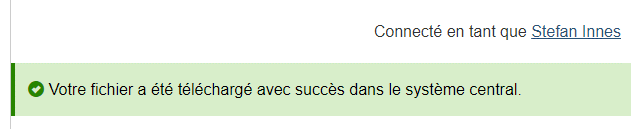 Connecté en tant que Stefan Innes
Votre fichier a été téléchargé avec succès dans le système central.